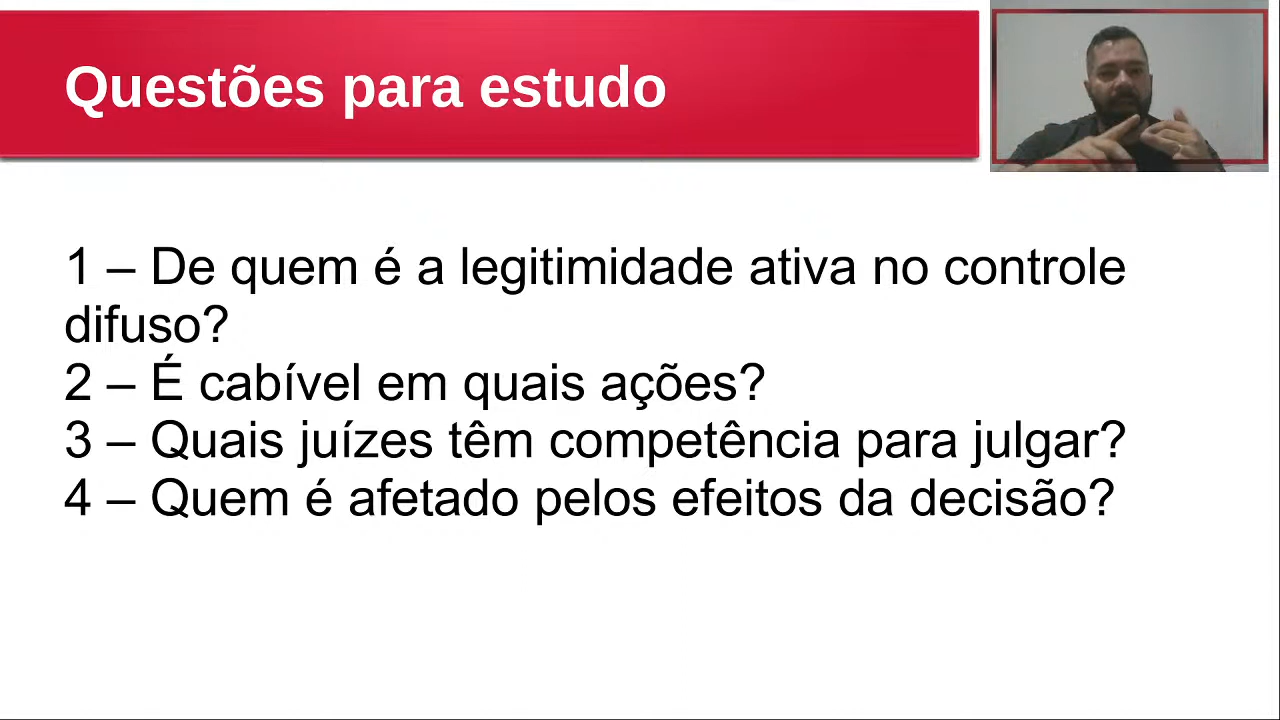 Questões para estudo
1 – De quem é a legitimidade ativa no controle
difuso?
2 – É cabível em quais ações?
3 – Quais juízes têm competência para julgar?
4 – Quem é afetado pelos efeitos da decisão?